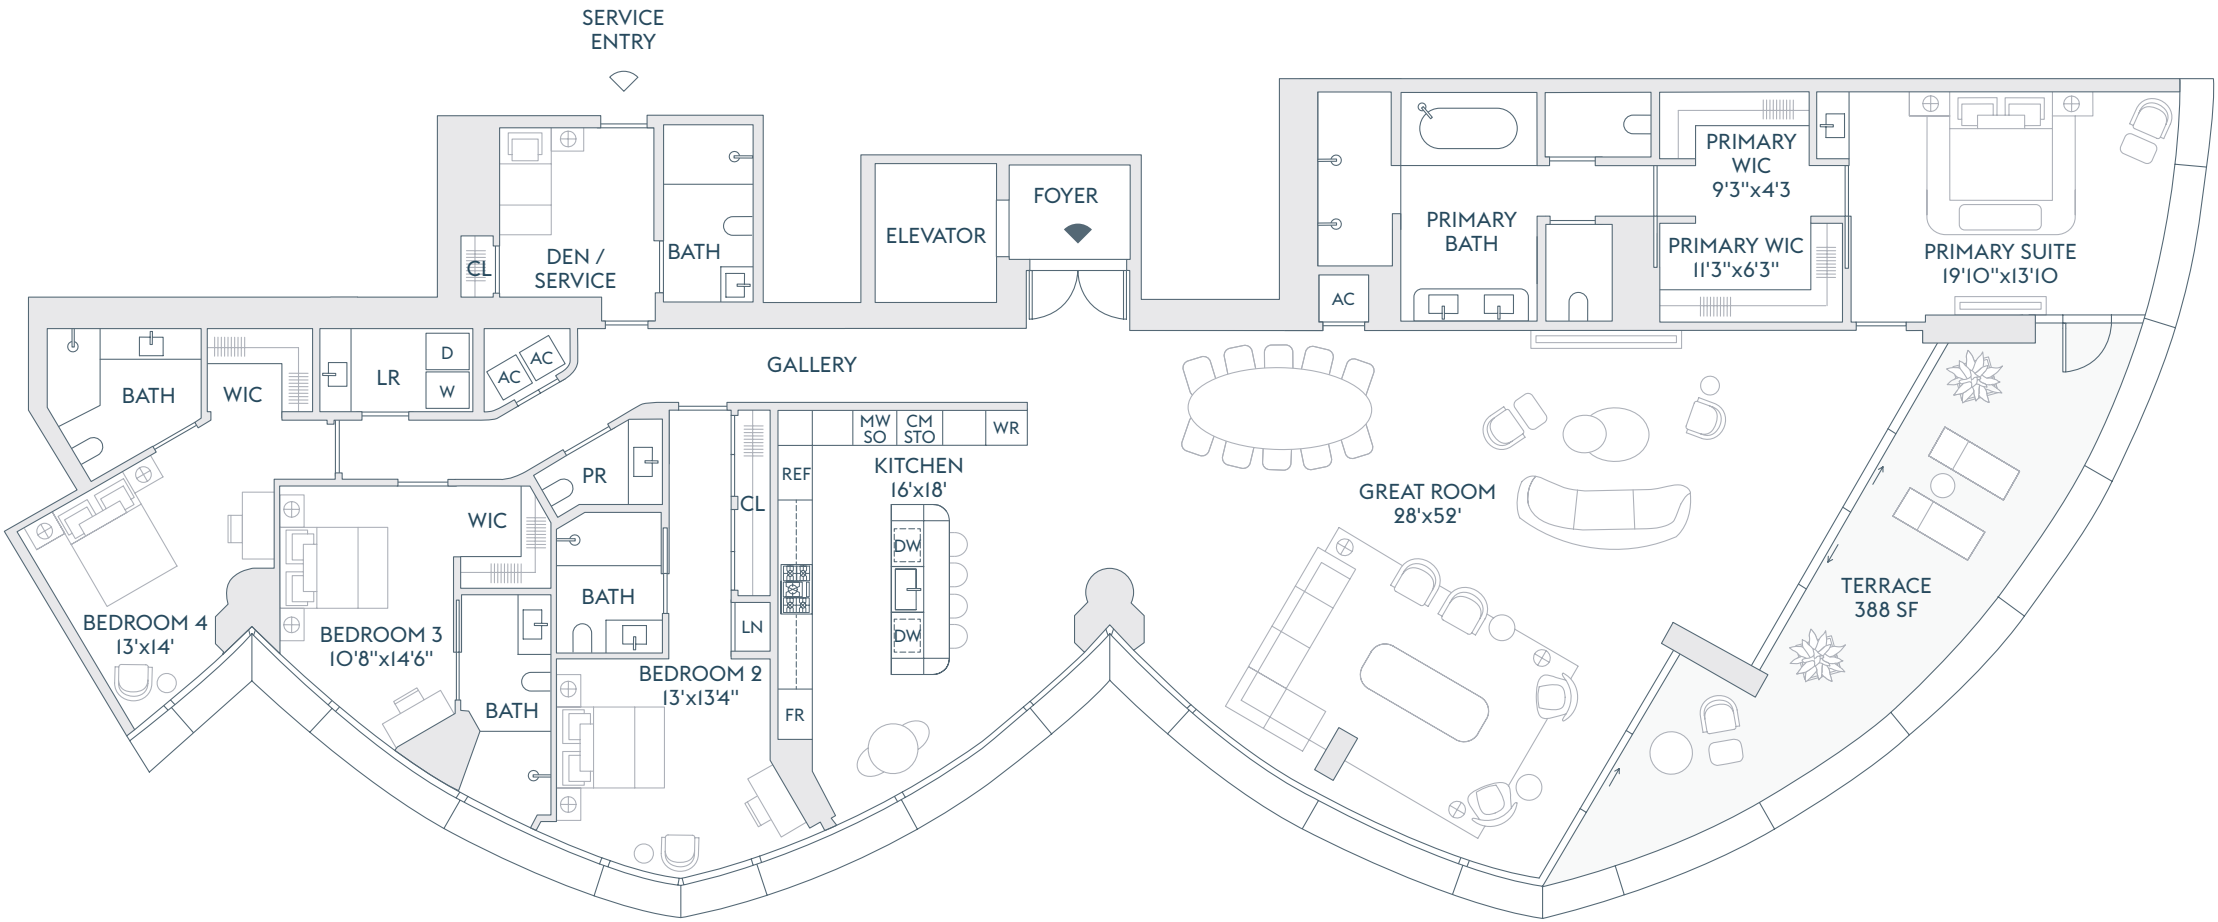 SERVICE
ENTRY
DEN /
SERVICE
CL
BATH
ELEVATOR
FOYER
PRIMARY
BATH
AC
PRIMARY
WIC
9'3"x4'3
PRIMARY WIC
11'3"x6'3"
PRIMARY SUITE
19'10"x13'10
BATH
WIC
LR
D
W
AC
AC
GALLERY
PR
WIC
CL
MW
SO
CM
STO
WR
REF
KITCHEN
16'x18'
DW
DW
GREAT ROOM
28'x52'
TERRACE
388 SF
BEDROOM 4
13'x14'
BEDROOM 3
10'8"x14'6"
BATH
LN
BEDROOM 2
13'x13'4"
BATH
FR